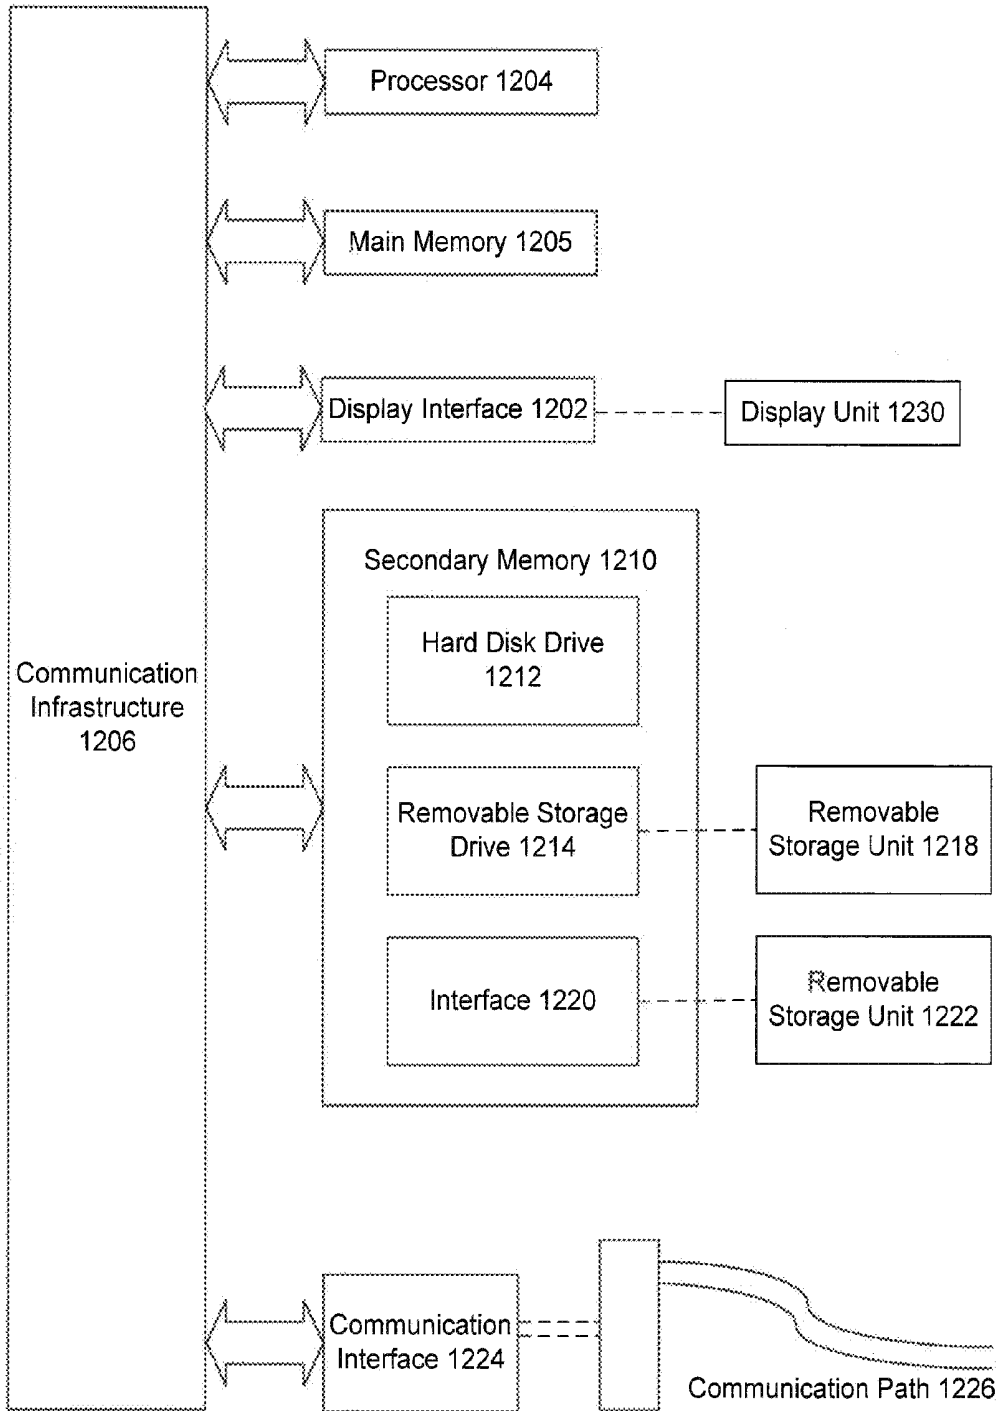 Processor 1204
Main Memory 1205
Display Interface 1202
Display Unit 1230
Secondary Memory 1210
Hard Disk Drive
1212
Communication
Infrastructure
1206
Removable Storage
Drive 1214
Removable
Storage Unit 1218
Interface 1220
Removable
Storage Unit 1222
Communication
Interface 1224
Communication Path 1226